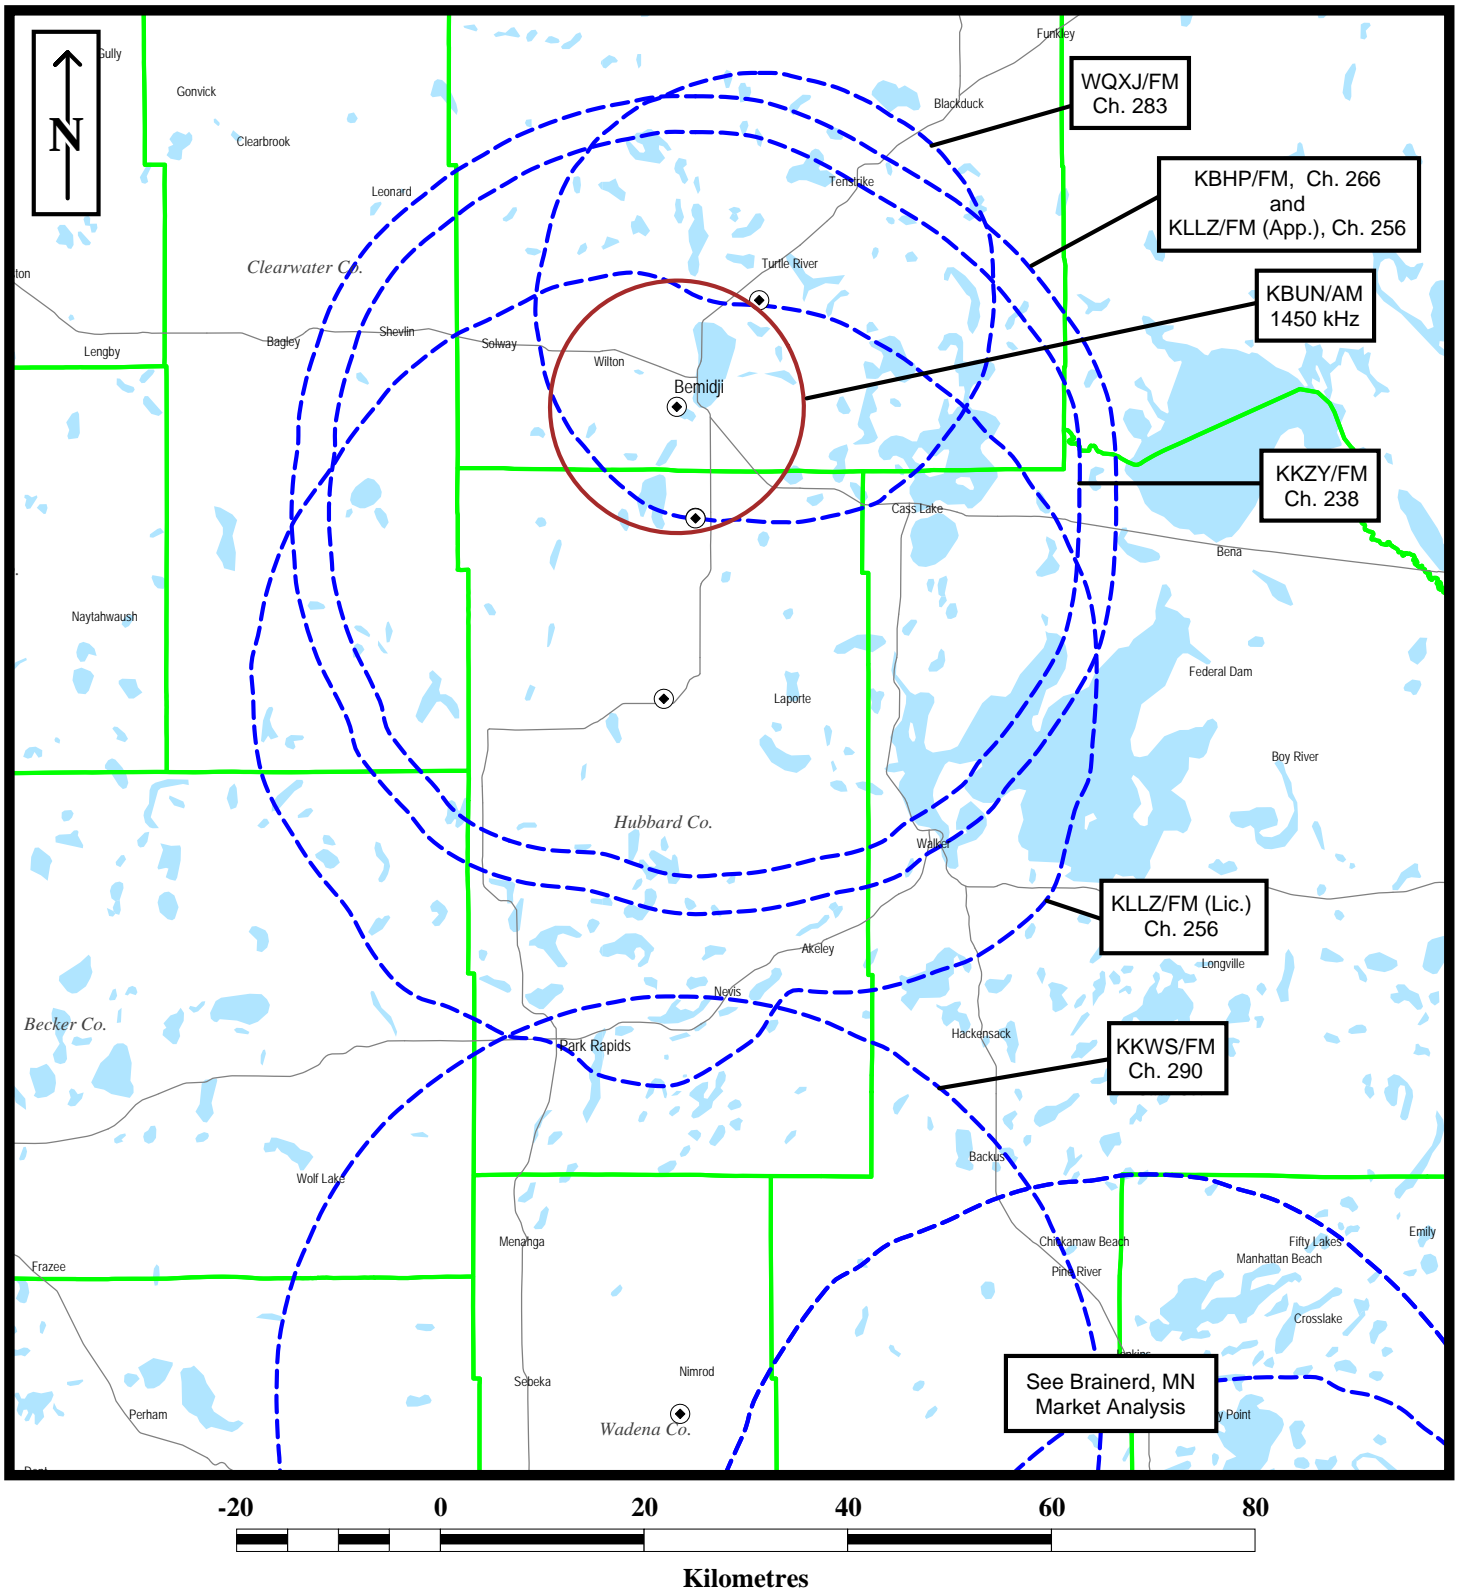 Funkley
Gully
WQXJ/FM
Ch. 283
Gonvick
Blackduck
N
Clearbrook
KBHP/FM, Ch. 266
and
KLLZ/FM (App.), Ch. 256
Leonard
Tenstrike
Clearwater Co.
Turtle River
ton
KBUN/AM
1450 kHz
Shevlin
Bagley
Solway
Lengby
Wilton
Bemidji
KKZY/FM
Ch. 238
Cass Lake
Bena
Naytahwaush
Federal Dam
Laporte
Boy River
Hubbard Co.
Walker
KLLZ/FM (Lic.)
Ch. 256
Akeley
Longville
Nevis
Becker Co.
Hackensack
Park Rapids
KKWS/FM
Ch. 290
Backus
Wolf Lake
Emily
Menahga
Chickamaw Beach
Fifty Lakes
Manhattan Beach
Frazee
Pine River
Crosslake
Nimrod
Sebeka
See Brainerd, MN
Market Analysis
Perham
y Point
Wadena Co.
-20 0 20 40 60 80
Kilometres